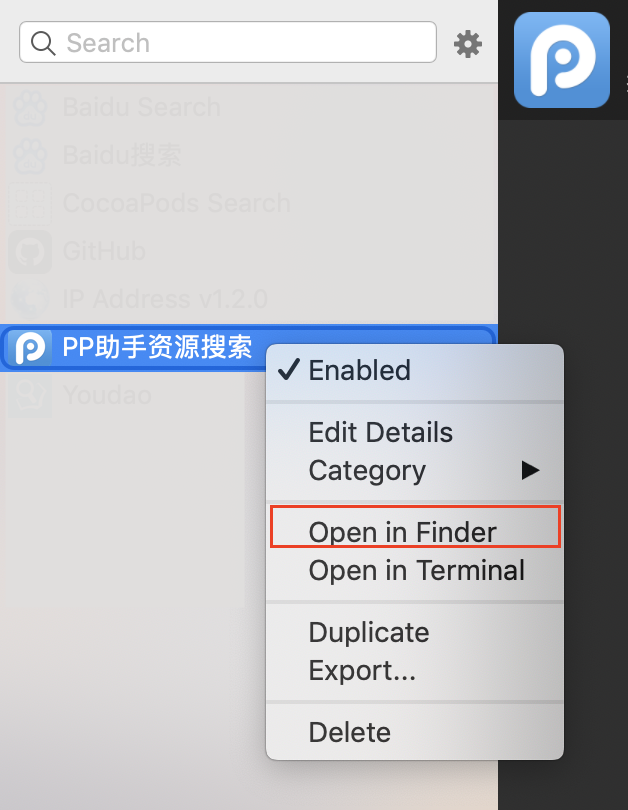 Search
Baidu Search
Baidu搜索
CocoaPods Search
GitHub
IP Address v1.2.0
PP助手资源搜索
Youdao
Enabled
Edit Details
Category
Open in Finder
Open in Terminal
Duplicate
Export...
Delete